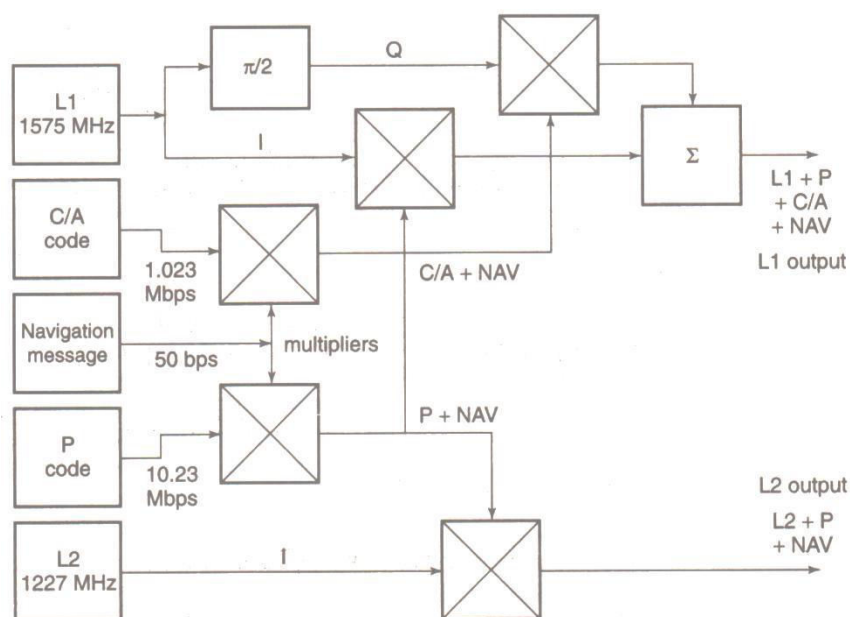 L1
1575 MHz
π/2
Q
I
Σ
L1 + P
+ C/A
+ NAV
L1 output
C/A
code
1.023
Mbps
C/A + NAV
Navigation
message
50 bps
multipliers
P
code
10.23
Mbps
P + NAV
L2 output
L2 + P
+ NAV
L2
1227 MHz
I